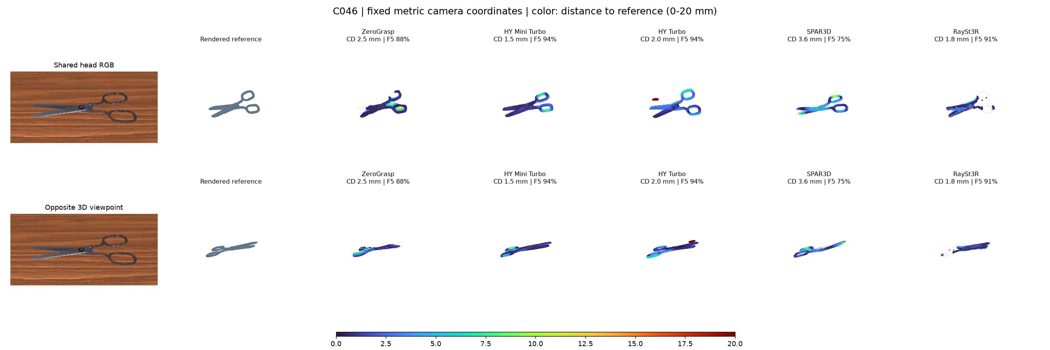 C046 | fixed metric camera coordinates | color: distance to reference (0-20 mm)
Shared head RGB
Rendered reference
ZeroGrasp
CD 2.5 mm | F5 88%
HY Mini Turbo
CD 1.5 mm | F5 94%
HY Turbo
CD 2.0 mm | F5 94%
SPAR3D
CD 3.6 mm | F5 75%
RaySt3R
CD 1.8 mm | F5 91%
Opposite 3D viewpoint
Rendered reference
ZeroGrasp
CD 2.5 mm | F5 88%
HY Mini Turbo
CD 1.5 mm | F5 94%
HY Turbo
CD 2.0 mm | F5 94%
SPAR3D
CD 3.6 mm | F5 75%
RaySt3R
CD 1.8 mm | F5 91%
0.0 2.5 5.0 7.5 10.0 12.5 15.0 17.5 20.0